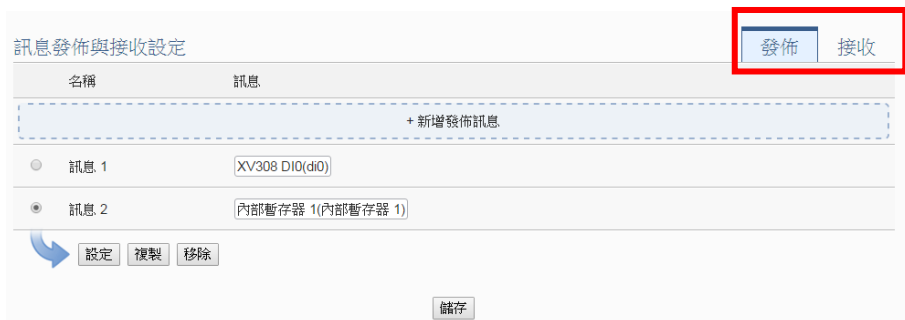 訊息發佈與接收設定 發佈 接收
名稱 訊息
+ 新增發佈訊息
訊息 1 XV308 DI0(di0)
訊息 2 內部暫存器 1(內部暫存器 1)
設定 複製 移除
儲存